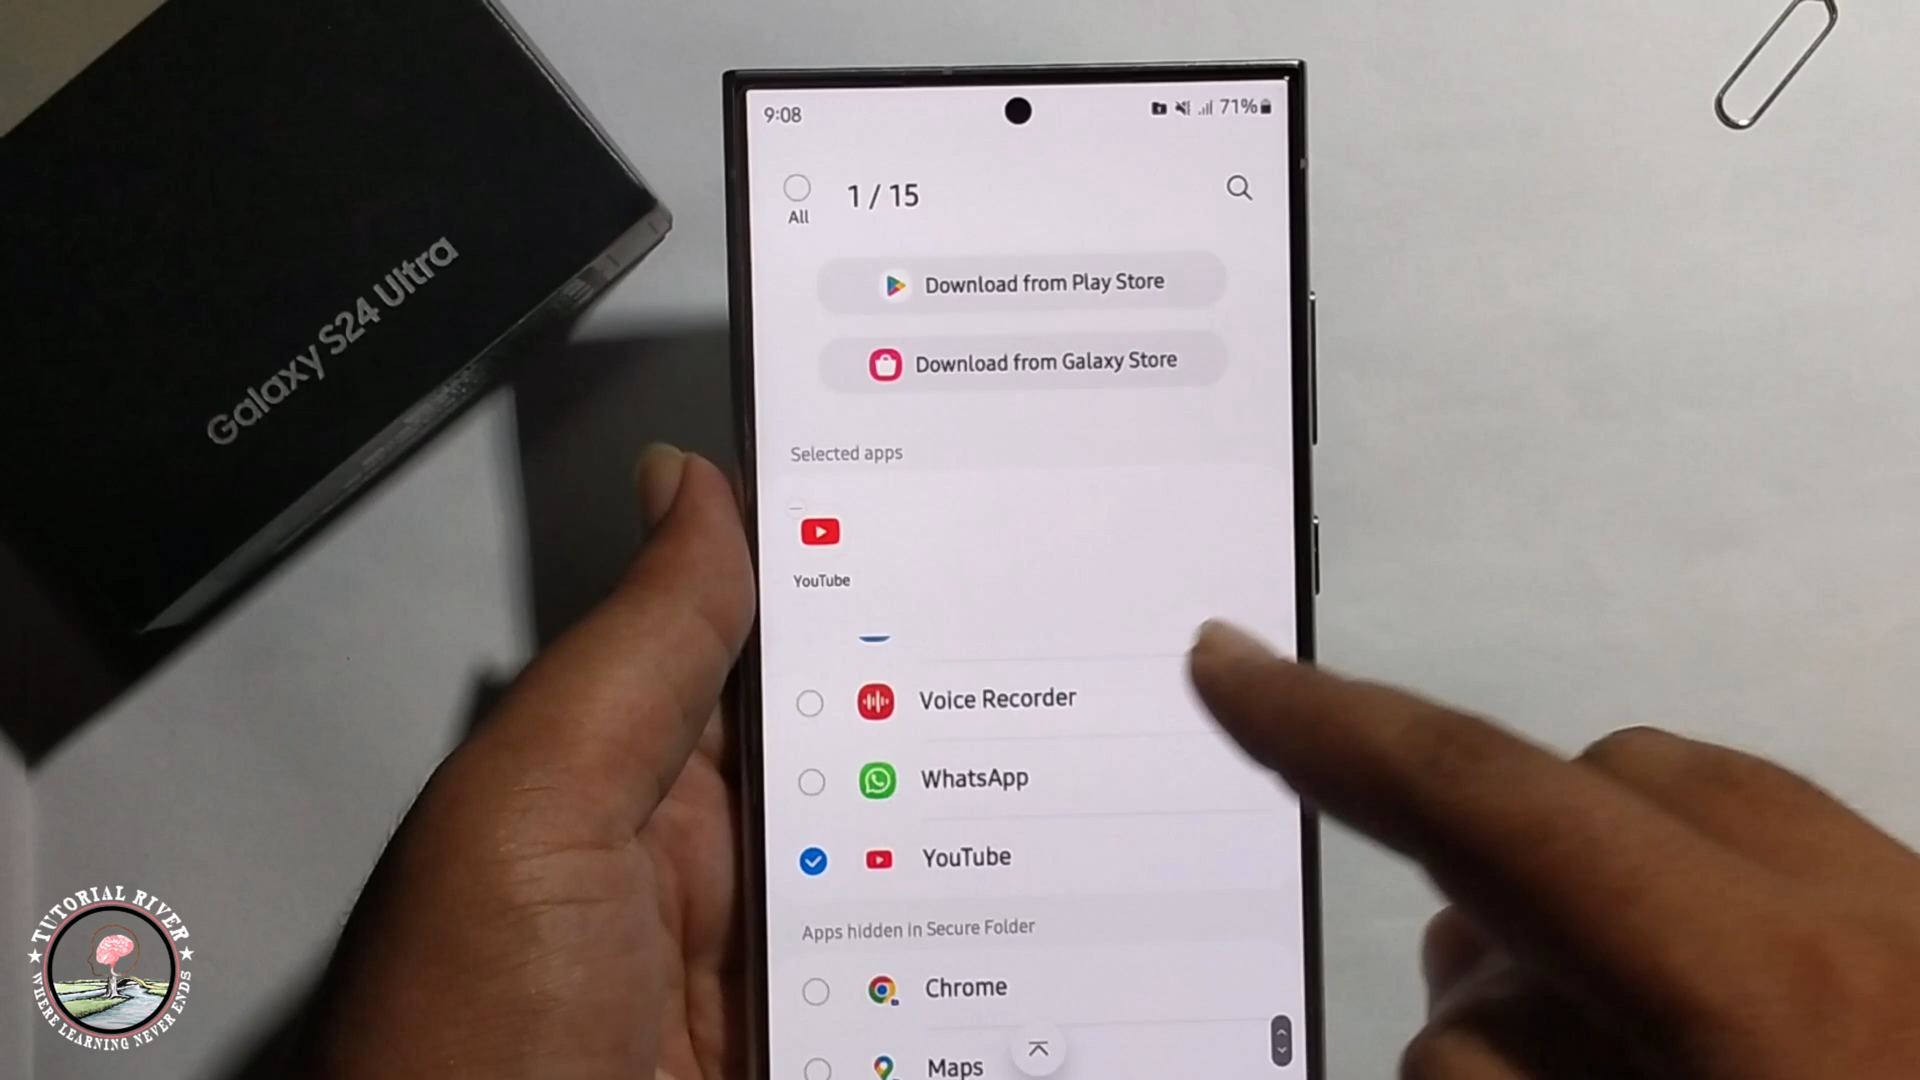 Galaxy S24 Ultra
9:08
71%
All
1 / 15
Download from Play Store
Download from Galaxy Store
Selected apps
YouTube
Voice Recorder
WhatsApp
YouTube
Apps hidden in Secure Folder
Chrome
Maps
TUTORIAL RIVER
WHERE LEARNING NEVER ENDS